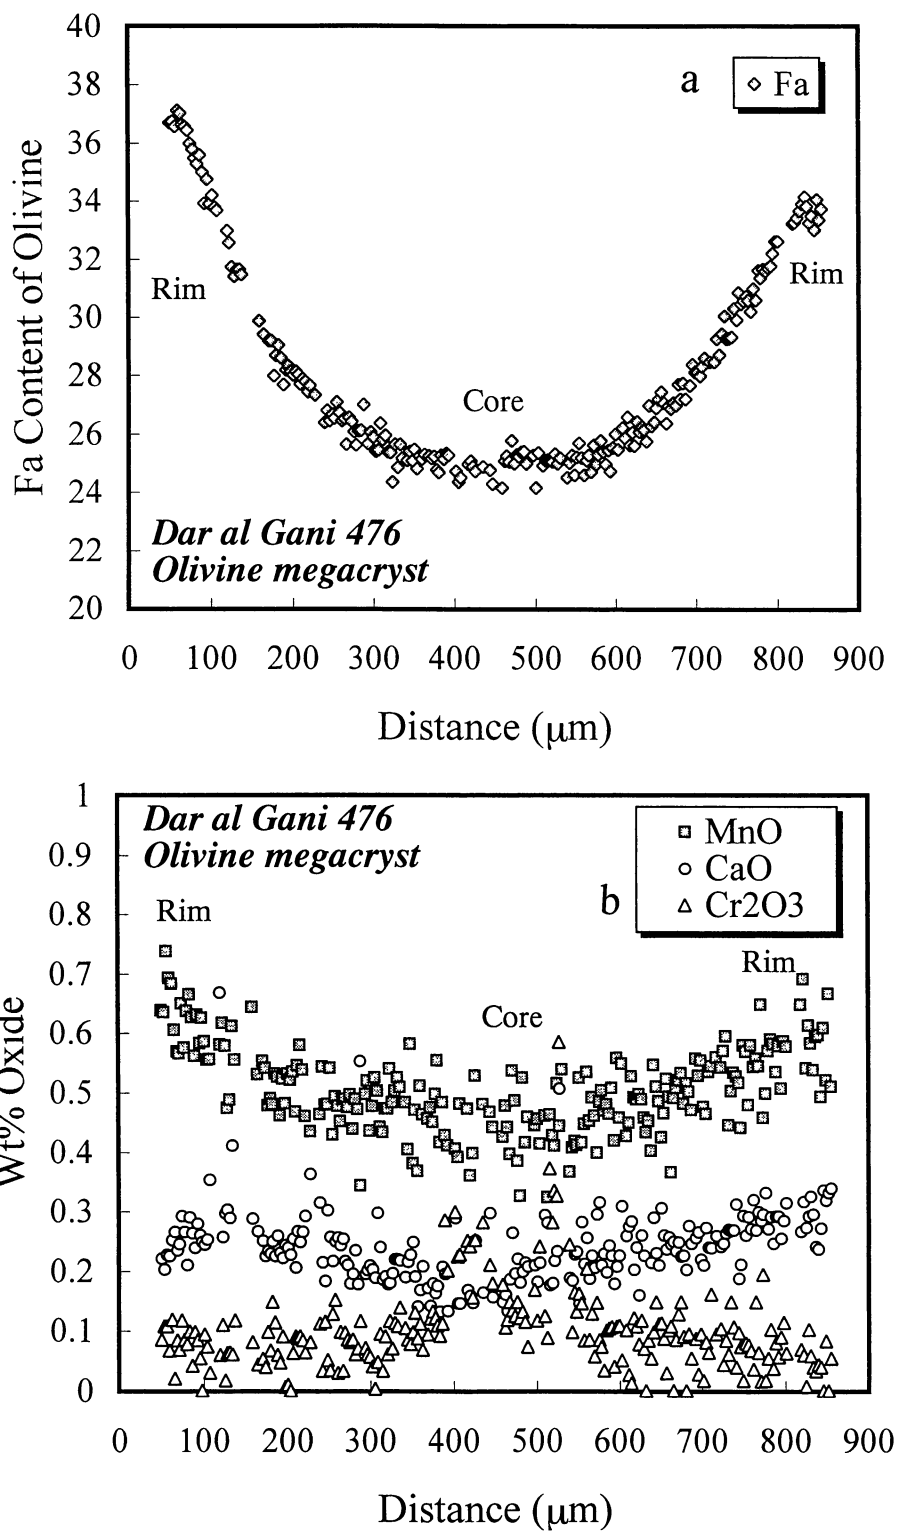 40
38
36
34
32
30
28
26
24
22
20
Fa Content of Olivine
a
Fa
Rim
Rim
Core
Dar al Gani 476
Olivine megacryst
0 100 200 300 400 500 600 700 800 900
Distance (μm)
1
0.9
0.8
0.7
0.6
0.5
0.4
0.3
0.2
0.1
0
Wt% Oxide
Dar al Gani 476
Olivine megacryst
b
MnO
CaO
Cr2O3
Rim
Rim
Core
0 100 200 300 400 500 600 700 800 900
Distance (μm)